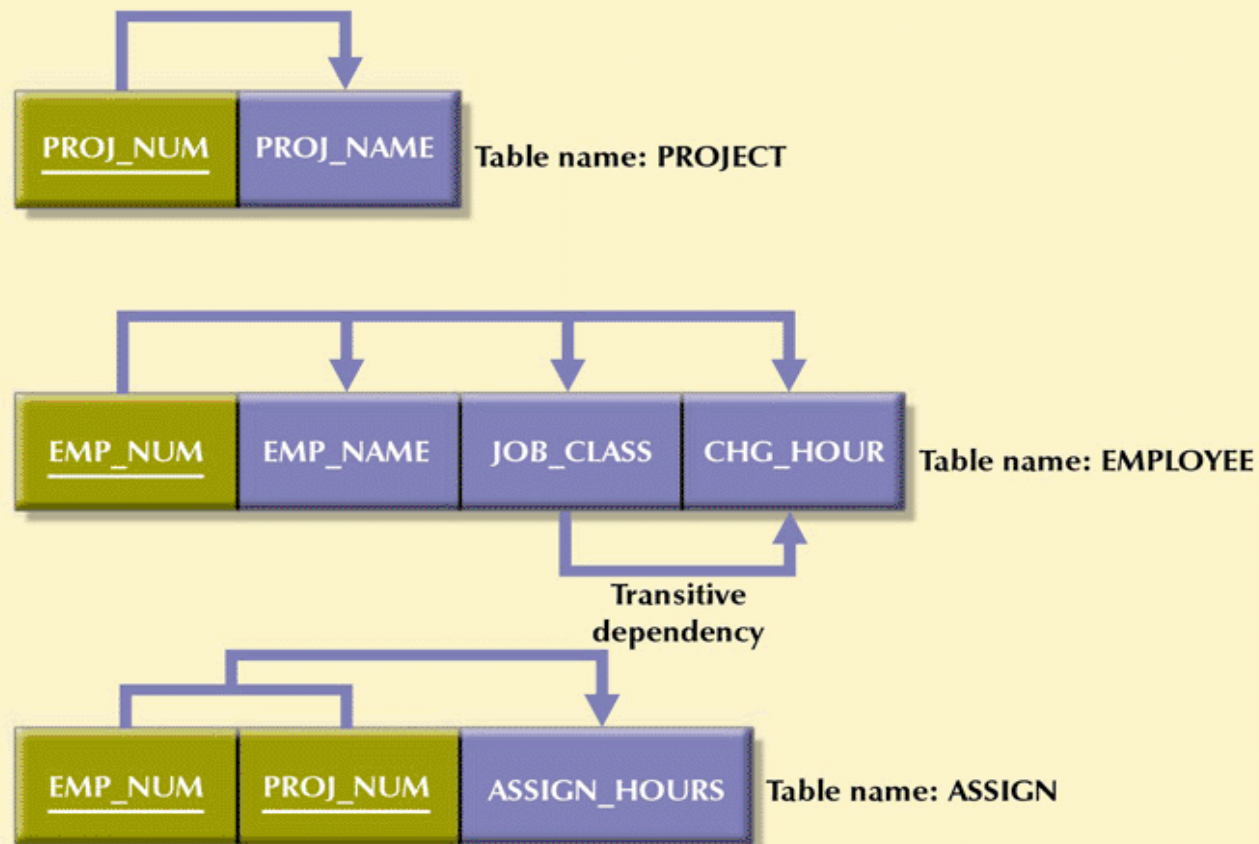 PROJ_NUM PROJ_NAME Table name: PROJECT
EMP_NUM EMP_NAME JOB_CLASS CHG_HOUR Table name: EMPLOYEE
Transitive
dependency
EMP_NUM PROJ_NUM ASSIGN_HOURS Table name: ASSIGN